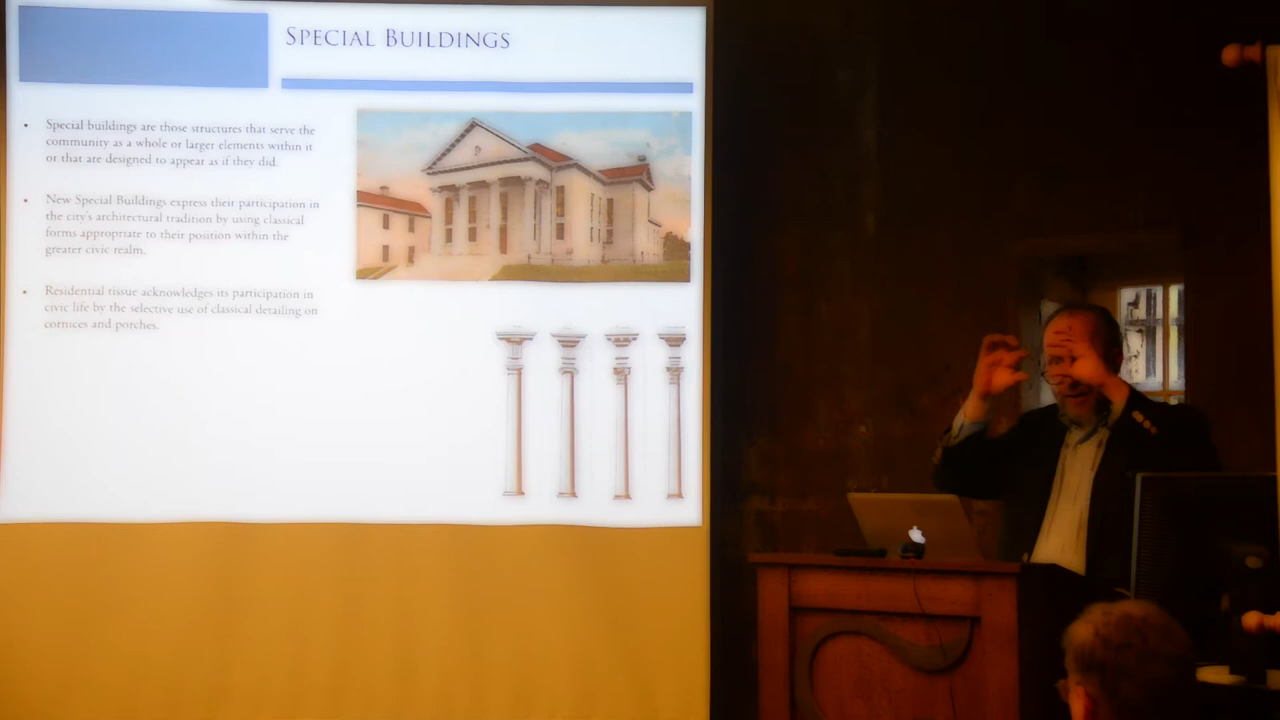 SPECIAL BUILDINGS
• Special buildings are those structures that serve the
community as a whole or larger elements within it
or that are designed to appear as if they did.
• New Special Buildings express their participation in
the city's architectural tradition by using classical
forms appropriate to their position within the
greater civic realm.
• Residential tissue acknowledges its participation in
civic life by the selective use of classical detailing on
cornices and porches.